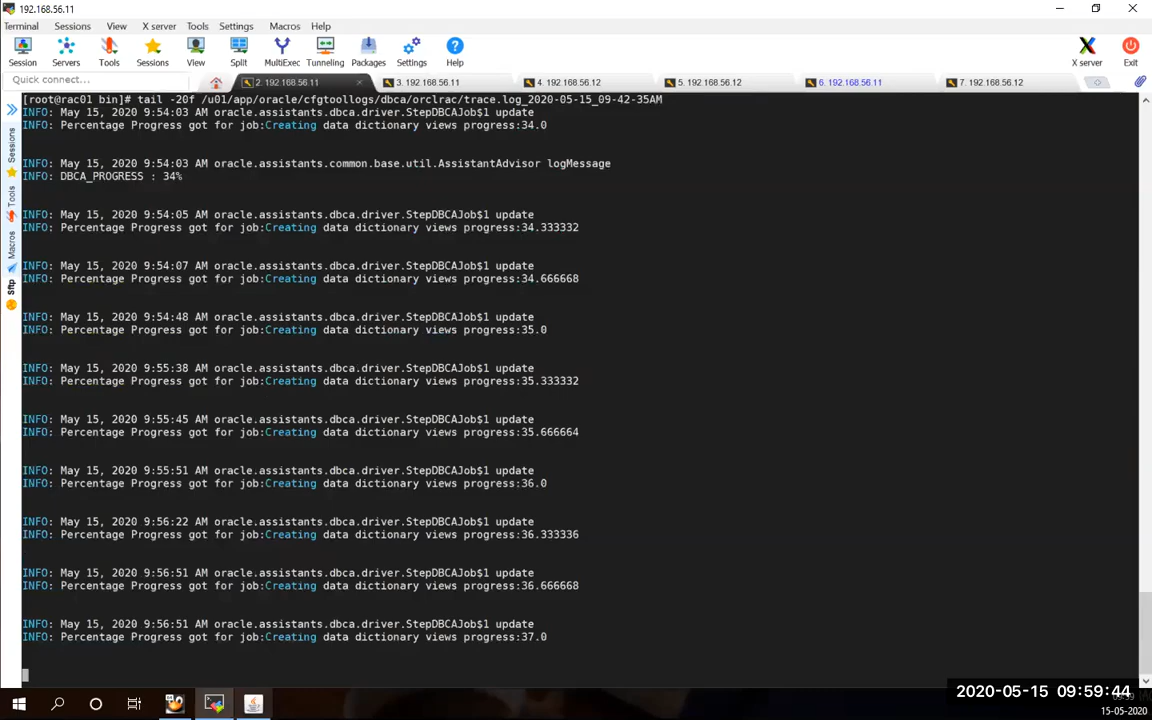 192.168.56.11
Terminal Sessions View X server Tools Settings Macros Help
Session Servers Tools Sessions View Split MultiExec Tunneling Packages Settings Help X server Exit
Quick connect... 2. 192.168.56.11 3. 192.168.56.11 4. 192.168.56.12 5. 192.168.56.12 6. 192.168.56.11 7. 192.168.56.12
Sessions
Tools
Macros
Sftp
[root@rac01 bin]# tail -20f /u01/app/oracle/cfgtoollogs/dbca/orclrac/trace.log_2020-05-15_09-42-35AM
INFO: May 15, 2020 9:54:03 AM oracle.assistants.dbca.driver.StepDBCAJob$1 update
INFO: Percentage Progress got for job:Creating data dictionary views progress:34.0
INFO: May 15, 2020 9:54:03 AM oracle.assistants.common.base.util.AssistantAdvisor logMessage
INFO: DBCA_PROGRESS : 34%
INFO: May 15, 2020 9:54:05 AM oracle.assistants.dbca.driver.StepDBCAJob$1 update
INFO: Percentage Progress got for job:Creating data dictionary views progress:34.333332
INFO: May 15, 2020 9:54:07 AM oracle.assistants.dbca.driver.StepDBCAJob$1 update
INFO: Percentage Progress got for job:Creating data dictionary views progress:34.666668
INFO: May 15, 2020 9:54:48 AM oracle.assistants.dbca.driver.StepDBCAJob$1 update
INFO: Percentage Progress got for job:Creating data dictionary views progress:35.0
INFO: May 15, 2020 9:55:38 AM oracle.assistants.dbca.driver.StepDBCAJob$1 update
INFO: Percentage Progress got for job:Creating data dictionary views progress:35.333332
INFO: May 15, 2020 9:55:45 AM oracle.assistants.dbca.driver.StepDBCAJob$1 update
INFO: Percentage Progress got for job:Creating data dictionary views progress:35.666664
INFO: May 15, 2020 9:55:51 AM oracle.assistants.dbca.driver.StepDBCAJob$1 update
INFO: Percentage Progress got for job:Creating data dictionary views progress:36.0
INFO: May 15, 2020 9:56:22 AM oracle.assistants.dbca.driver.StepDBCAJob$1 update
INFO: Percentage Progress got for job:Creating data dictionary views progress:36.333336
INFO: May 15, 2020 9:56:51 AM oracle.assistants.dbca.driver.StepDBCAJob$1 update
INFO: Percentage Progress got for job:Creating data dictionary views progress:36.666668
INFO: May 15, 2020 9:56:51 AM oracle.assistants.dbca.driver.StepDBCAJob$1 update
INFO: Percentage Progress got for job:Creating data dictionary views progress:37.0
2020-05-15 09:59:44
15-05-2020